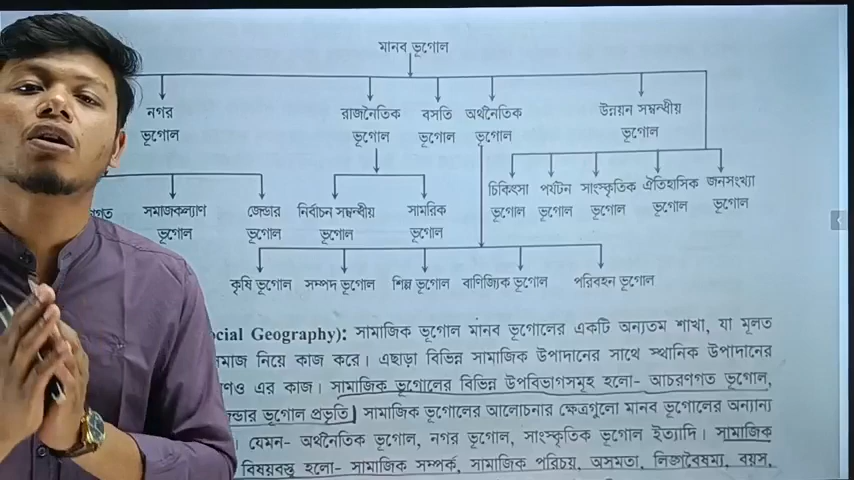 মানব ভূগোল
নগর ভূগোল
রাজনৈতিক ভূগোল
বসতি ভূগোল
অর্থনৈতিক ভূগোল
উন্নয়ন সম্বন্ধীয় ভূগোল
চিকিৎসা ভূগোল
পর্যটন ভূগোল
সাংস্কৃতিক ভূগোল
ঐতিহাসিক ভূগোল
জনসংখ্যা ভূগোল
সমাজকল্যাণ ভূগোল
জেন্ডার ভূগোল
নির্বাচন সম্বন্ধীয় ভূগোল
সামরিক ভূগোল
কৃষি ভূগোল সম্পদ ভূগোল শিল্প ভূগোল বাণিজ্যিক ভূগোল পরিবহন ভূগোল
Geography): সামাজিক ভূগোল মানব ভূগোলের একটি অন্যতম শাখা, যা মূলত
নিয়ে কাজ করে। এছাড়া বিভিন্ন সামাজিক উপাদানের সাথে স্থানিক উপাদানের
এর কাজ। সামাজিক ভূগোলের বিভিন্ন উপবিভাগসমূহ হলো- আচরণগত ভূগোল,
ভূগোল প্রভৃতি। সামাজিক ভূগোলের আলোচনার ক্ষেত্রগুলো মানব ভূগোলের অন্যান্য
যেমন- অর্থনৈতিক ভূগোল, নগর ভূগোল, সাংস্কৃতিক ভূগোল ইত্যাদি। সামাজিক
বিষয়বস্তু হলো- সামাজিক সম্পর্ক, সামাজিক পরিচয়, অসমতা, লিঙ্গবৈষম্য, বয়স,